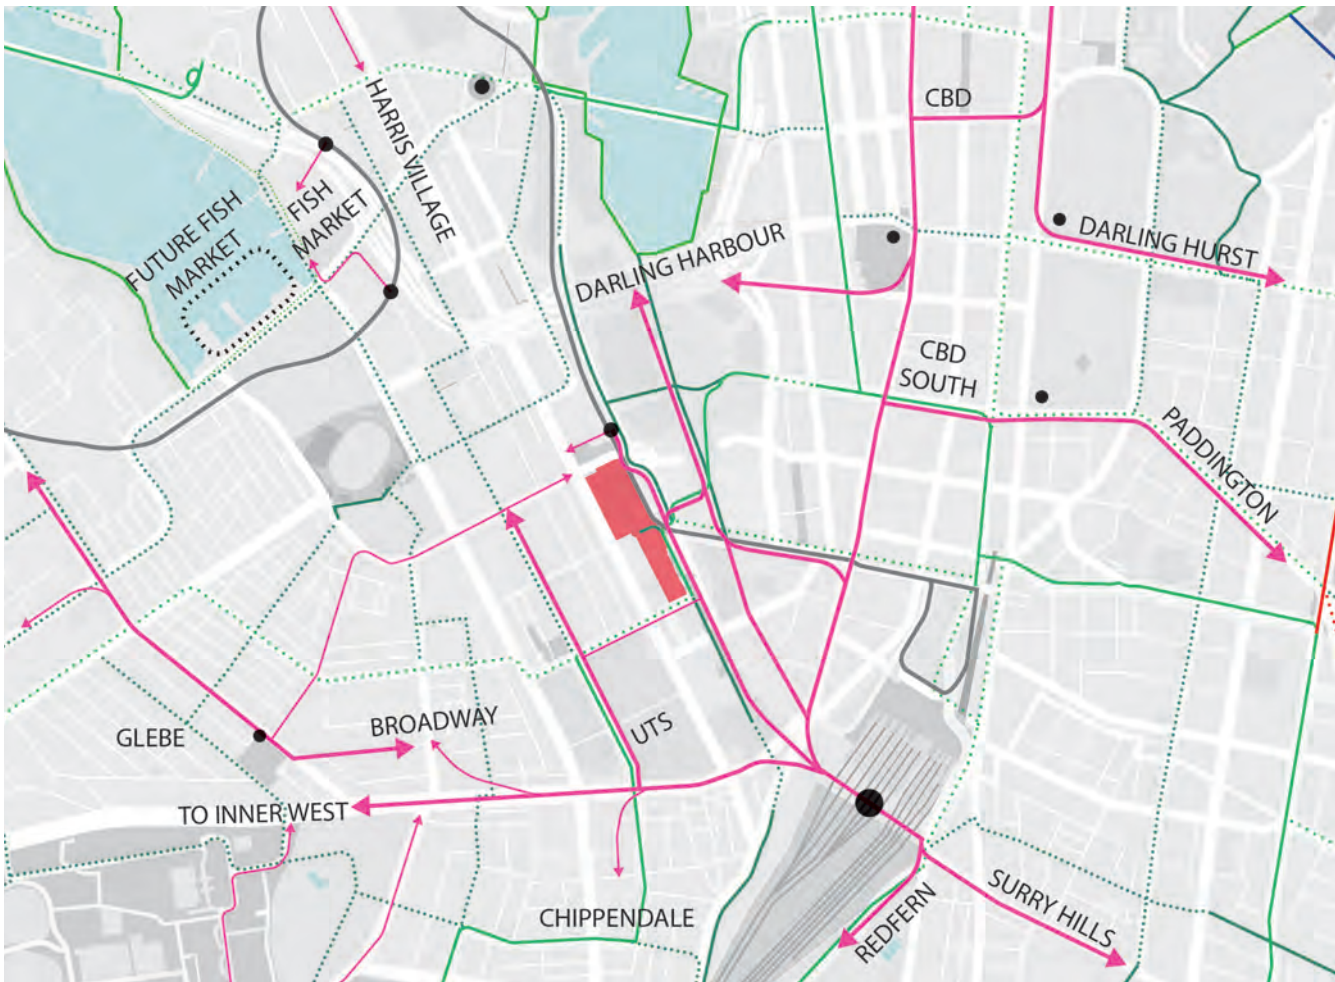 CBD
HARRIS VILLAGE
FISH
MARKET
FUTURE FISH
MARKET
DARLING HARBOUR
DARLING HURST
CBD
SOUTH
PADDINGTON
GLEBE
BROADWAY
UTS
TO INNER WEST
CHIPPENDALE
REDFERN
SURRY HILLS